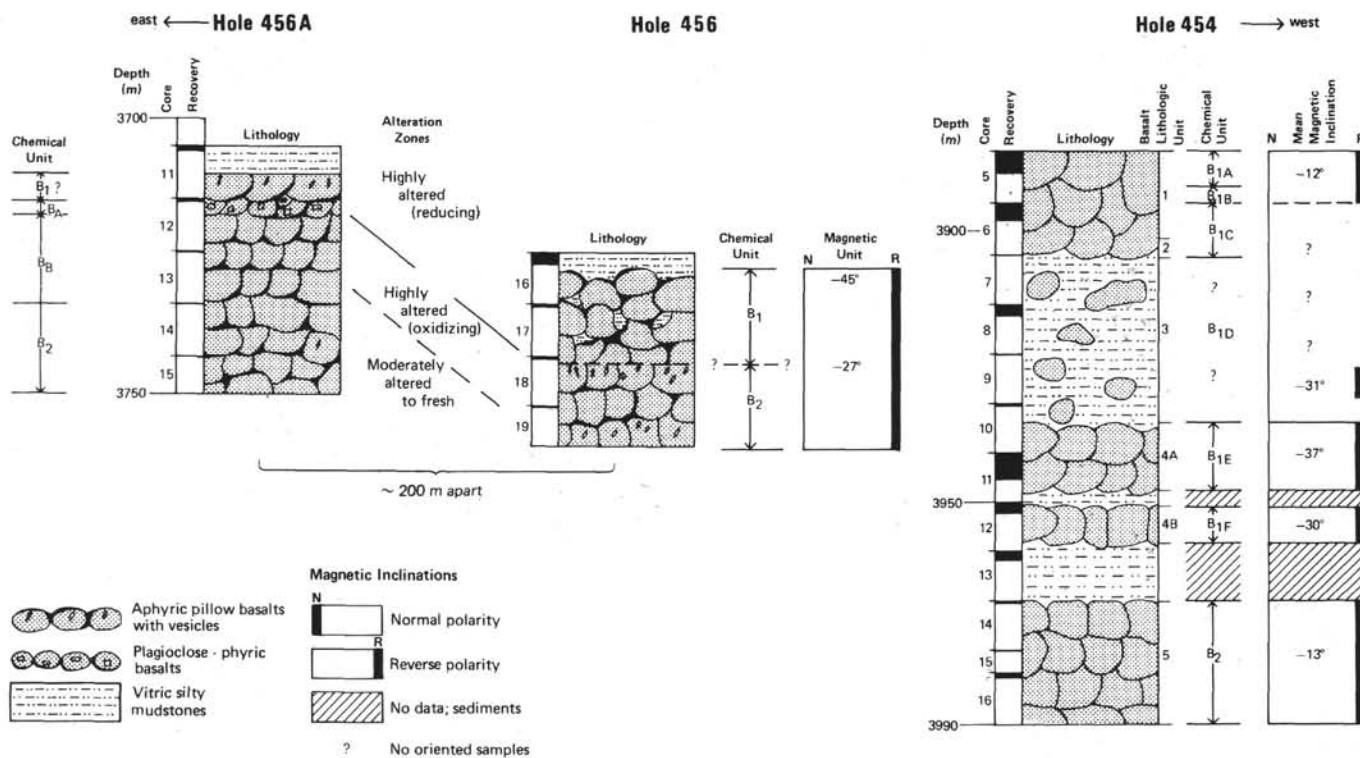 east ← Hole 456A
Hole 456
Hole 454 → west
Depth (m)
Core
Recovery
Lithology
Alteration Zones
Chemical Unit
3700
3750
11
12
13
14
15
B1 ?
BA
BB
B2
Highly altered (reducing)
Highly altered (oxidizing)
Moderately altered to fresh
Lithology
Chemical Unit
Magnetic Unit
N
R
16
17
18
19
B1
? ?
B2
−45°
−27°
~ 200 m apart
Depth (m)
Core
Recovery
Lithology
Basalt
Lithologic Unit
Chemical Unit
N
Mean Magnetic Inclination
R
3900
3950
3990
5
6
7
8
9
10
11
12
13
14
15
16
1
2
3
4A
4B
5
B1A
B1B
B1C
?
B1D
?
B1E
B1F
B2
−12°
?
?
?
−31°
−37°
−30°
−13°
Aphyric pillow basalts with vesicles
Plagioclose - phyric basalts
Vitric silty mudstones
Magnetic Inclinations
N
Normal polarity
R
Reverse polarity
No data; sediments
? No oriented samples